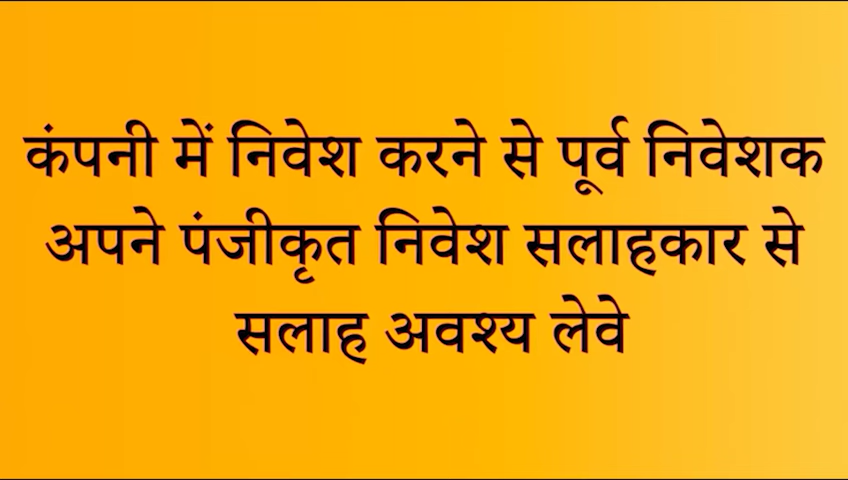 कंपनी में निवेश करने से पूर्व निवेशक
अपने पंजीकृत निवेश सलाहकार से
सलाह अवश्य लेवे